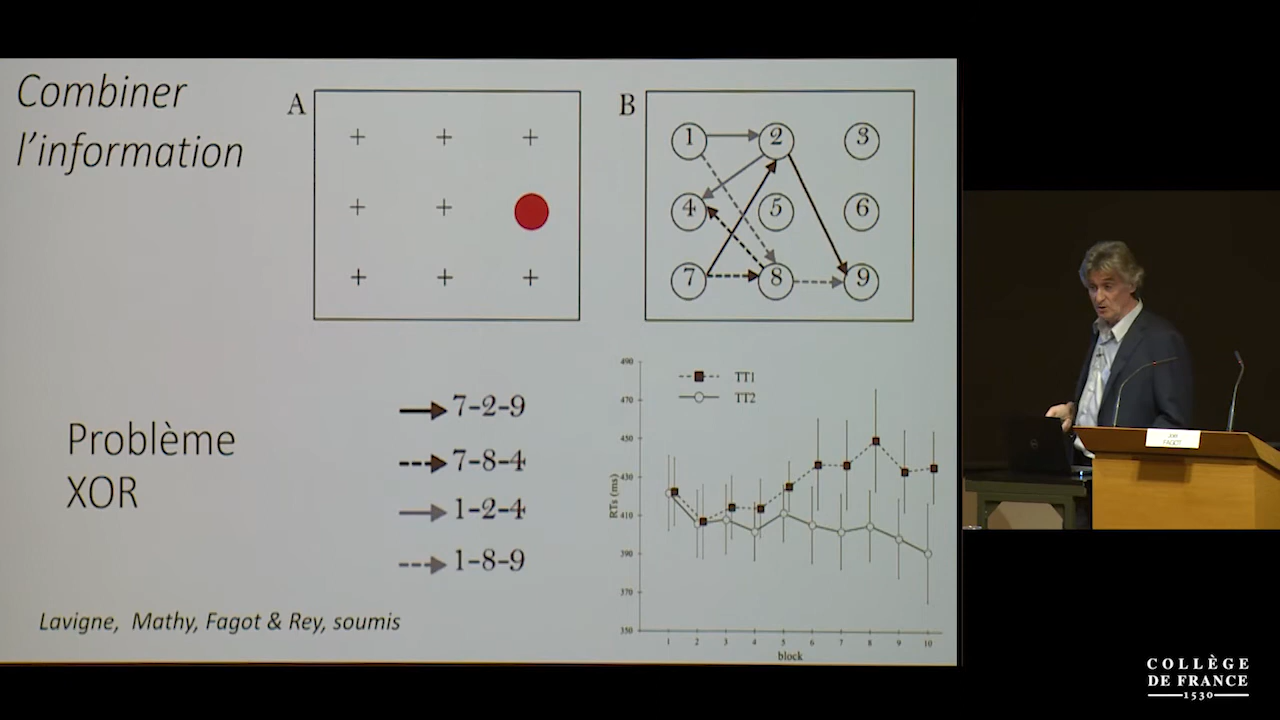 Combiner
l’information
A
B
1 2 3
4 5 6
7 8 9
Problème
XOR
7-2-9
7-8-4
1-2-4
1-8-9
Lavigne, Mathy, Fagot & Rey, soumis
TT1
TT2
490
470
450
430
410
390
370
350
RTs (ms)
1 2 3 4 5 6 7 8 9 10
block
FAGOT
COLLÈGE
DE FRANCE
1530